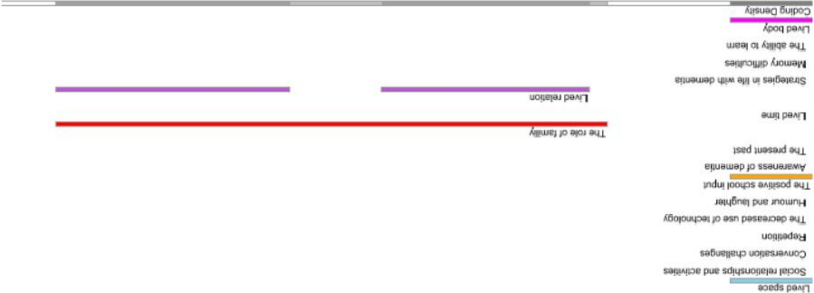 Lived space
Social relationships and activities
Conversation challanges
Repetition
The decreased use of technology
Humour and laughter
The positive school input
Awareness of dementia
The present past
The role of family
Lived time
Lived relation
Strategies in life with dementia
Memory difficulties
The ability to learn
Lived body
Coding Density